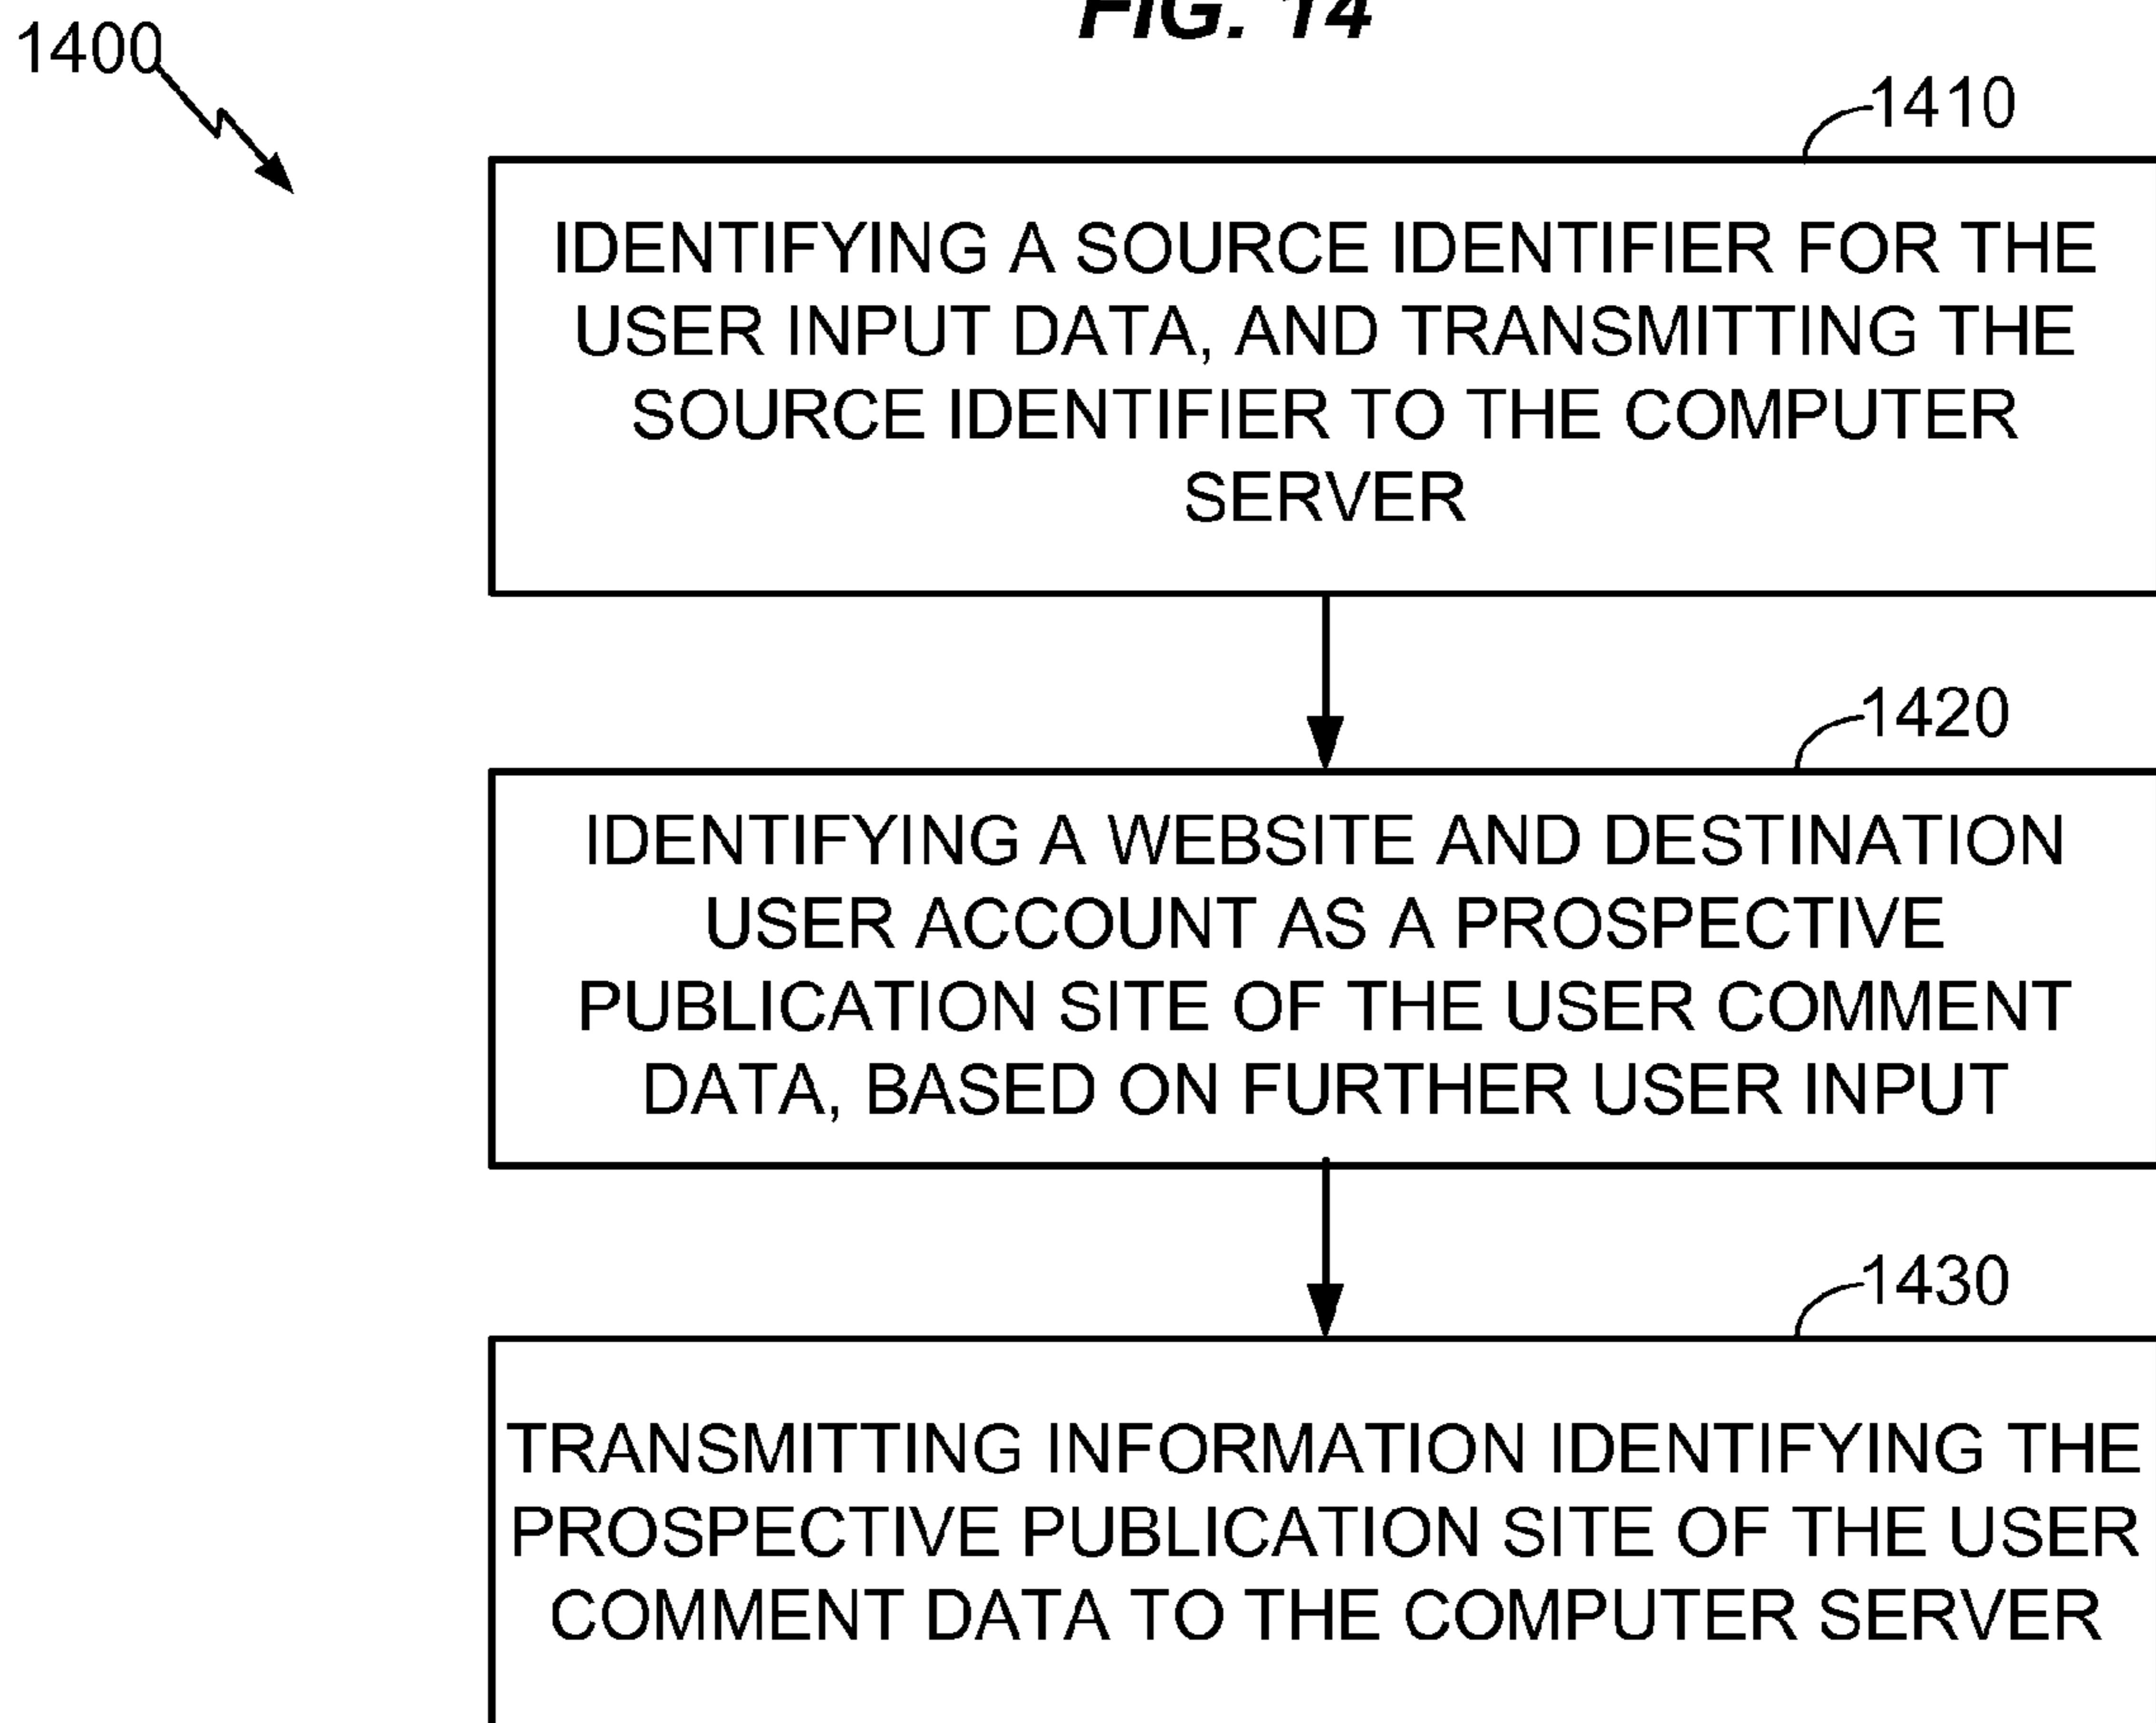 FIG. 14
1400
1410
IDENTIFYING A SOURCE IDENTIFIER FOR THE
USER INPUT DATA, AND TRANSMITTING THE
SOURCE IDENTIFIER TO THE COMPUTER
SERVER
1420
IDENTIFYING A WEBSITE AND DESTINATION
USER ACCOUNT AS A PROSPECTIVE
PUBLICATION SITE OF THE USER COMMENT
DATA, BASED ON FURTHER USER INPUT
1430
TRANSMITTING INFORMATION IDENTIFYING THE
PROSPECTIVE PUBLICATION SITE OF THE USER
COMMENT DATA TO THE COMPUTER SERVER